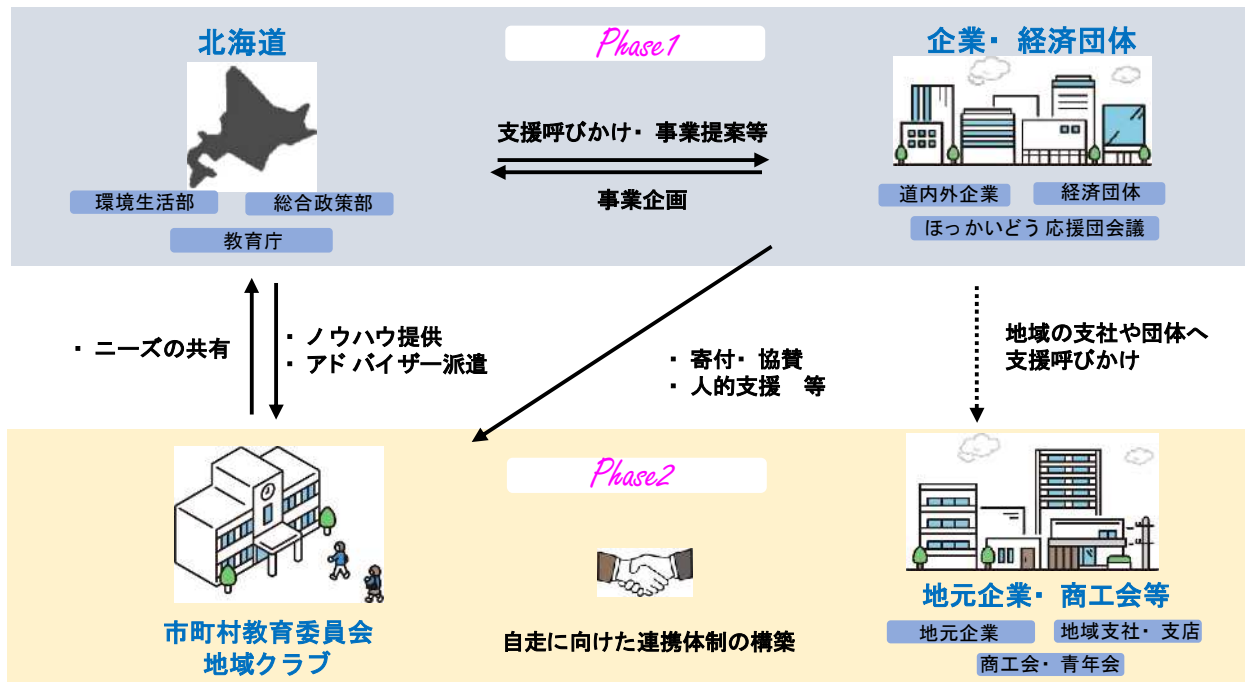 北海道
Phase1
企業・経済団体
支援呼びかけ・事業提案等
事業企画
環境生活部
総合政策部
教育庁
道内外企業
経済団体
ほっかいどう応援団会議
・ニーズの共有
・ノウハウ提供
・アドバイザー派遣
・寄付・協賛
・人的支援　等
地域の支社や団体へ
支援呼びかけ
Phase2
市町村教育委員会
地域クラブ
自走に向けた連携体制の構築
地元企業・商工会等
地元企業
地域支社・支店
商工会・青年会